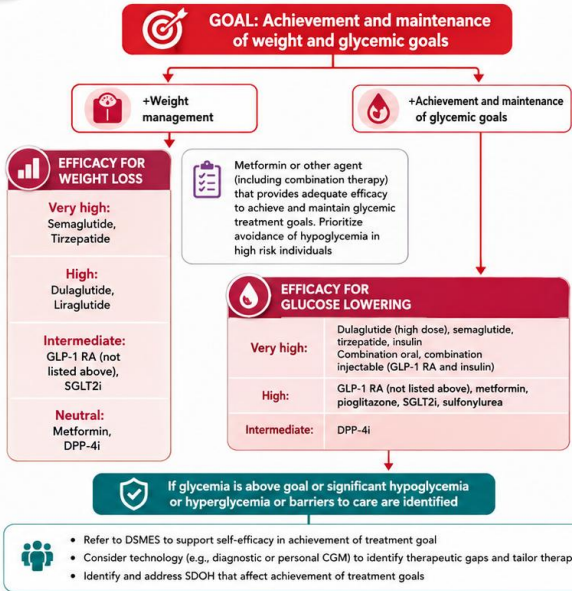 GOAL: Achievement and maintenance
of weight and glycemic goals
+Weight
management
+Achievement and maintenance
of glycemic goals
EFFICACY FOR
WEIGHT LOSS
Very high:
Semaglutide,
Tirzepatide
High:
Dulaglutide,
Liraglutide
Intermediate:
GLP-1 RA (not
listed above),
SGLT2i
Neutral:
Metformin,
DPP-4i
Metformin or other agent
(including combination therapy)
that provides adequate efficacy
to achieve and maintain glycemic
treatment goals. Prioritize
avoidance of hypoglycemia in
high risk individuals
EFFICACY FOR
GLUCOSE LOWERING
Very high:
Dulaglutide (high dose), semaglutide,
tirzepatide, insulin
Combination oral, combination
injectable (GLP-1 RA and insulin)
High:
GLP-1 RA (not listed above), metformin,
pioglitazone, SGLT2i, sulfonylurea
Intermediate:
DPP-4i
If glycemia is above goal or significant hypoglycemia
or hyperglycemia or barriers to care are identified
• Refer to DSMES to support self-efficacy in achievement of treatment goal
• Consider technology (e.g., diagnostic or personal CGM) to identify therapeutic gaps and tailor therap
• Identify and address SDOH that affect achievement of treatment goals